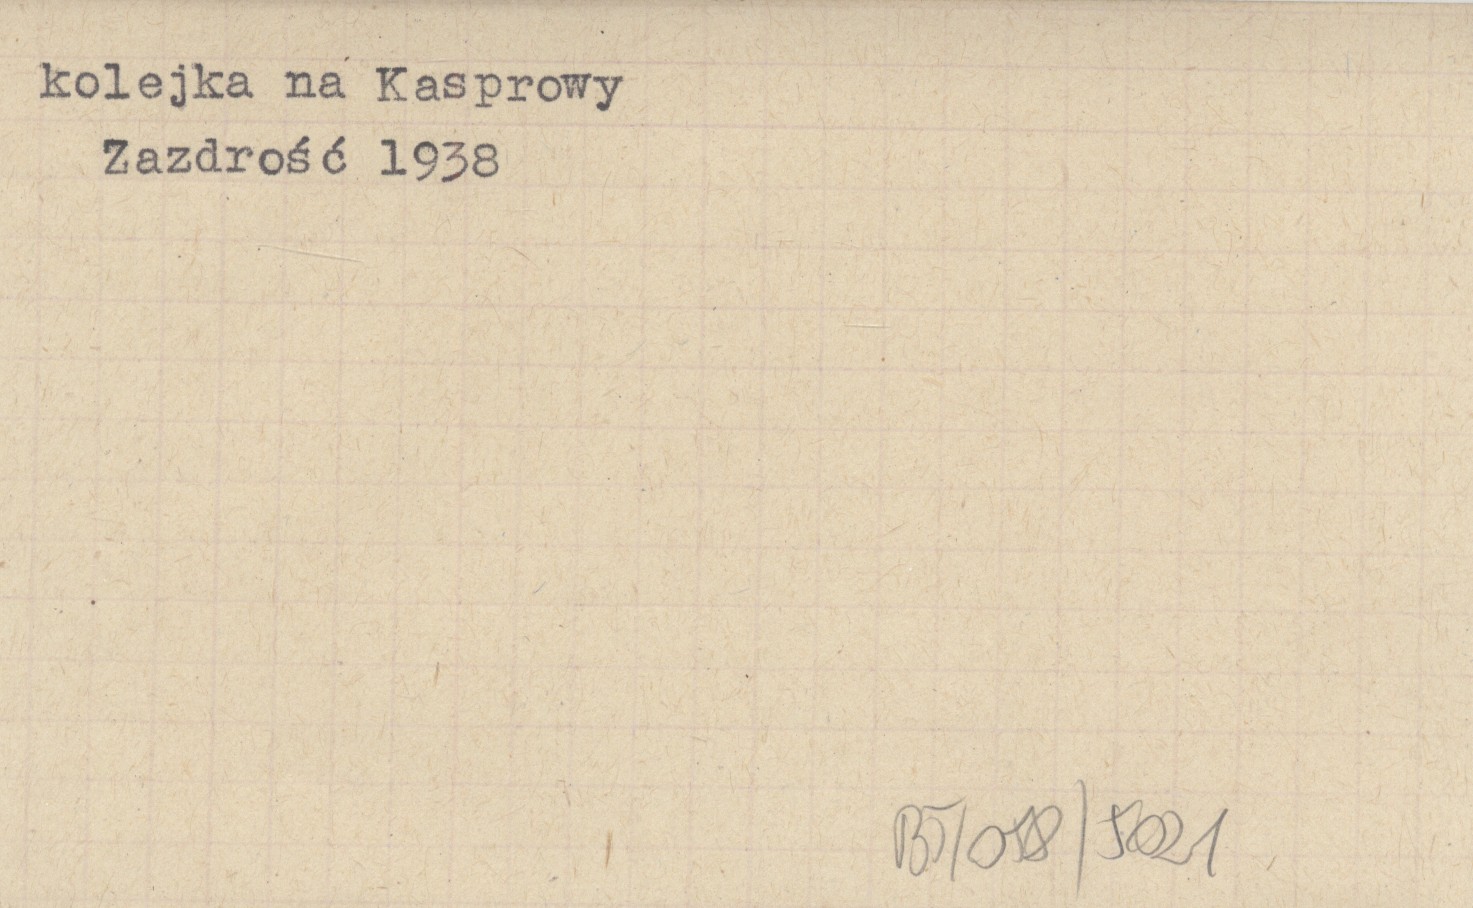 kolejka na Kasprowy
Zazdrość 1938